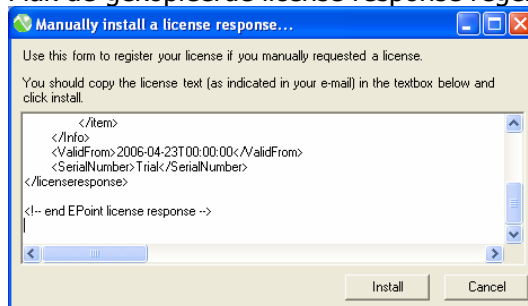 Manually install a license response...
Use this form to register your license if you manually requested a license.
You should copy the license text (as indicated in your e-mail) in the textbox below and
click install.
</item>
</Info>
<ValidFrom>2006-04-23T00:00:00</ValidFrom>
<SerialNumber>Trial</SerialNumber>
</licenseresponse>
<!-- end EPoint license response -->
Install Cancel